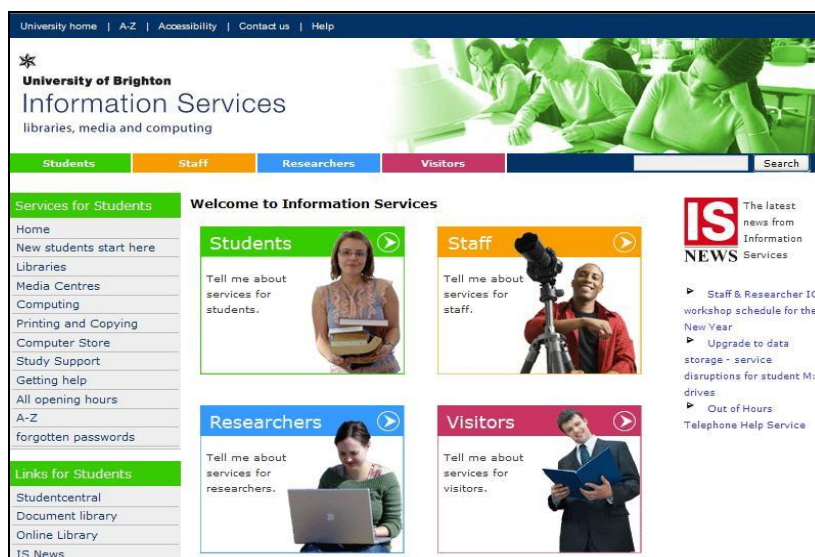 University home | A-Z | Accessibility | Contact us | Help
University of Brighton
Information Services
libraries, media and computing
Students Staff Researchers Visitors Search
Services for Students
Home
New students start here
Libraries
Media Centres
Computing
Printing and Copying
Computer Store
Study Support
Getting help
All opening hours
A-Z
forgotten passwords
Links for Students
Studentcentral
Document library
Online Library
IS News
Welcome to Information Services
Students
Tell me about
services for
students.
Staff
Tell me about
services for
staff.
Researchers
Tell me about
services for
researchers.
Visitors
Tell me about
services for
visitors.
IS
NEWS
The latest
news from
Information
Services
Staff & Researcher
workshop schedule for the
New Year
Upgrade to data
storage - service
disruptions for student
drives
Out of Hours
Telephone Help Service